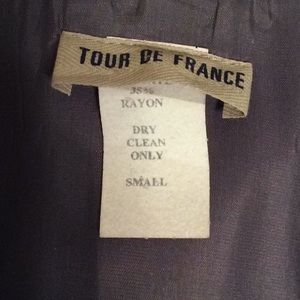 TOUR DE FRANCE
35%
RAYON
DRY
CLEAN
ONLY
SMALL